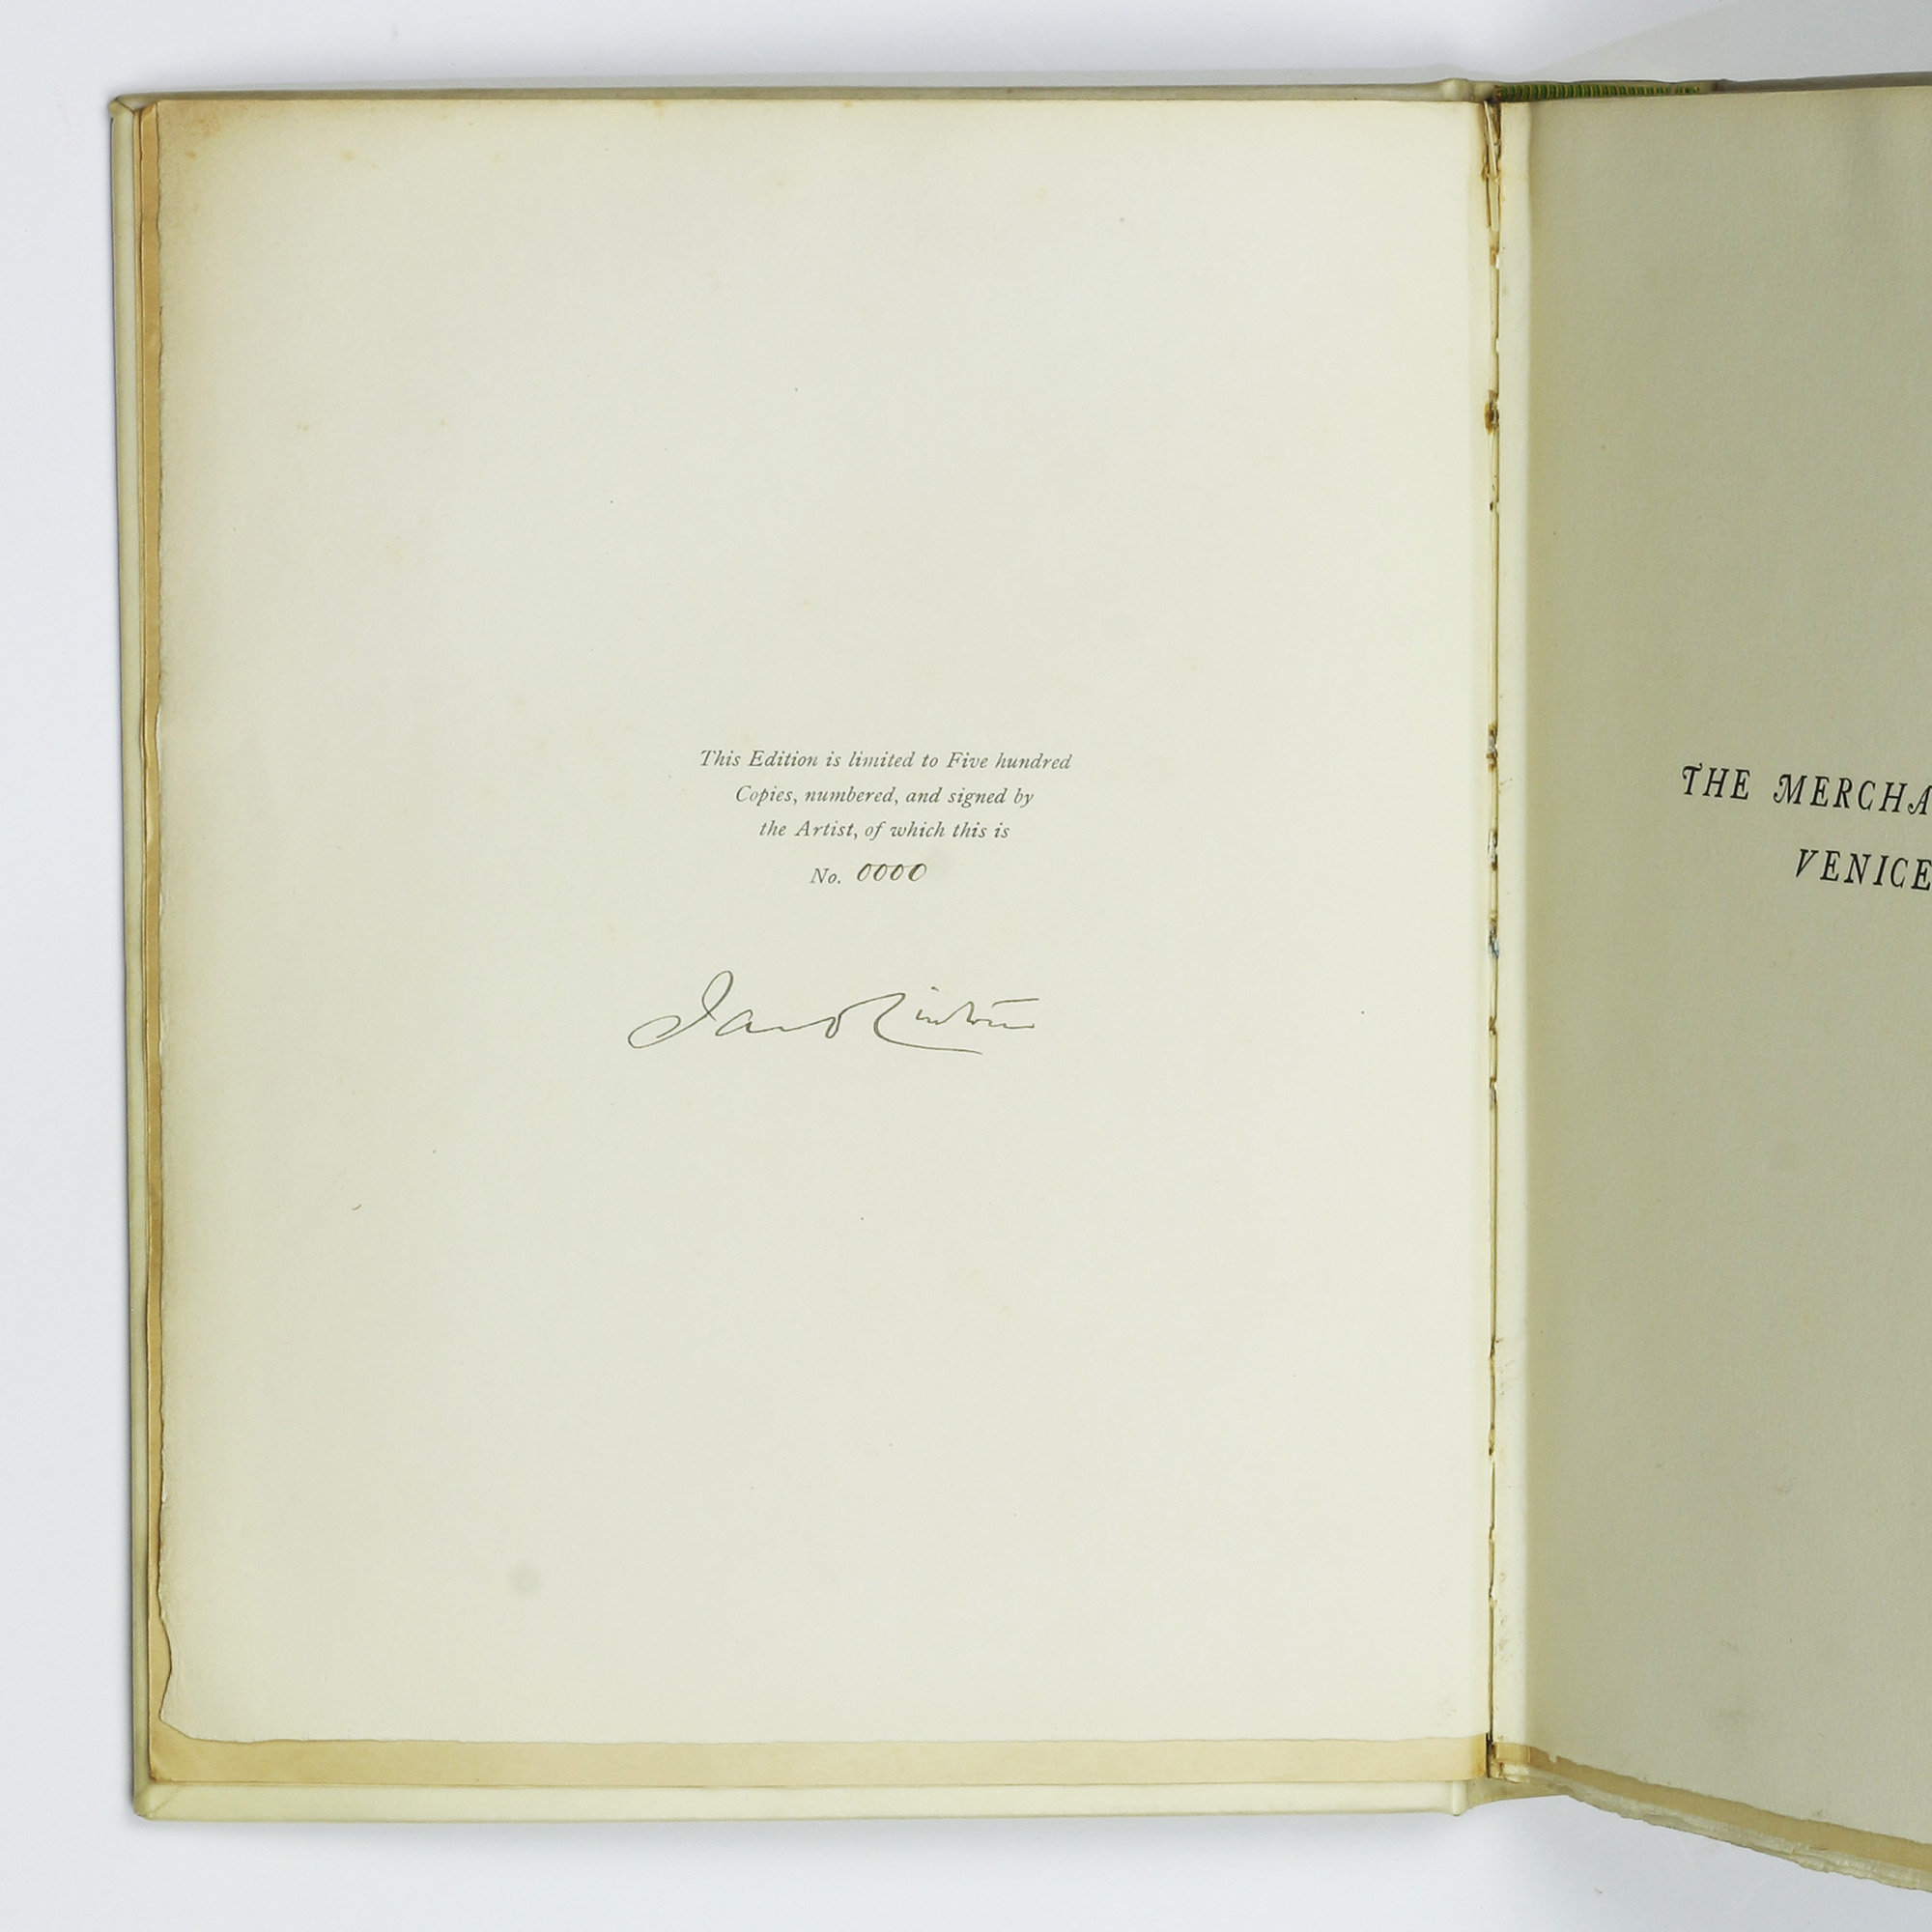 This Edition is limited to Five hundred
Copies, numbered, and signed by
the Artist, of which this is
No. 0000
THE MERCHA
VENICE